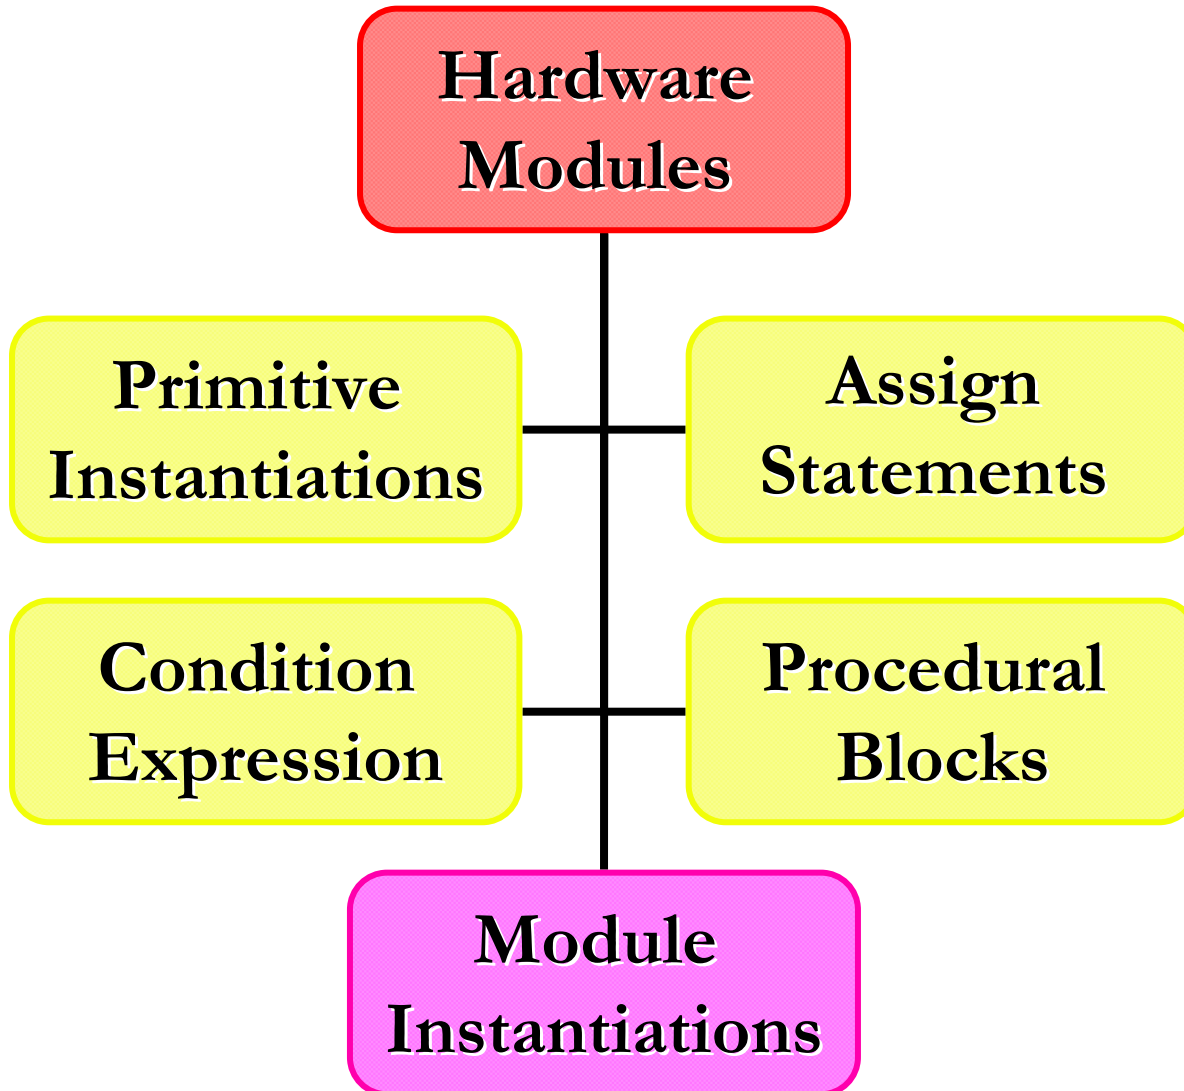 Hardware
Modules
Primitive
Instantiations
Assign
Statements
Condition
Expression
Procedural
Blocks
Module
Instantiations